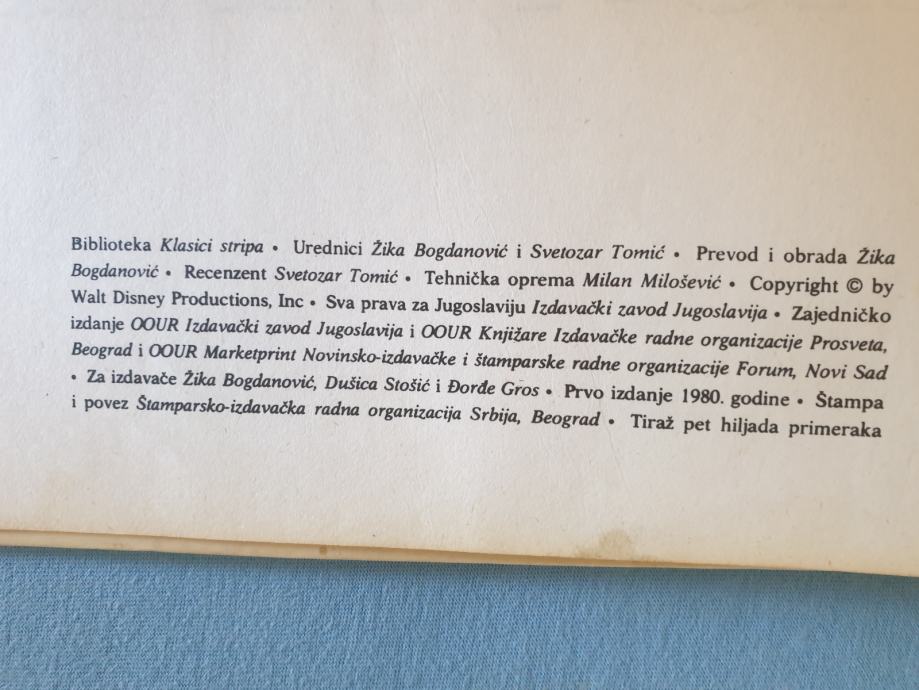 Biblioteka Klasici stripa • Urednici Žika Bogdanović i Svetozar Tomić • Prevod i obrada Žika
Bogdanović • Recenzent Svetozar Tomić • Tehnička oprema Milan Milošević • Copyright © by
Walt Disney Productions, Inc • Sva prava za Jugoslaviju Izdavački zavod Jugoslavija • Zajedničko
izdanje OOUR Izdavački zavod Jugoslavija i OOUR Knjižare Izdavačke radne organizacije Prosveta,
Beograd i OOUR Marketprint Novinsko-izdavačke i štamparske radne organizacije Forum, Novi Sad
• Za izdavače Žika Bogdanović, Dušica Stošić i Đorđe Gros • Prvo izdanje 1980. godine • Štampa
i povez Štamparsko-izdavačka radna organizacija Srbija, Beograd • Tiraž pet hiljada primeraka